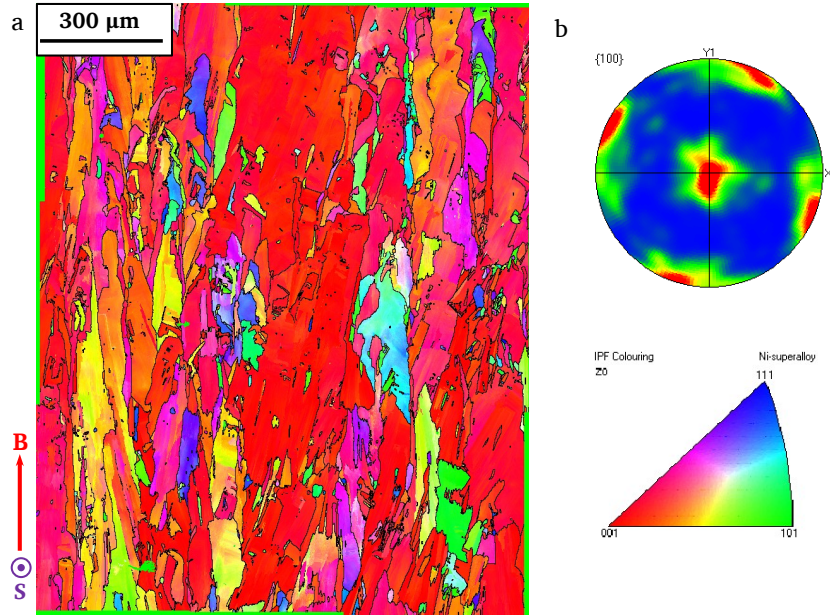 a
300 μm
B
S
b
{100}
Y1
X
IPF Colouring
Z0
Ni-superalloy
111
001
101